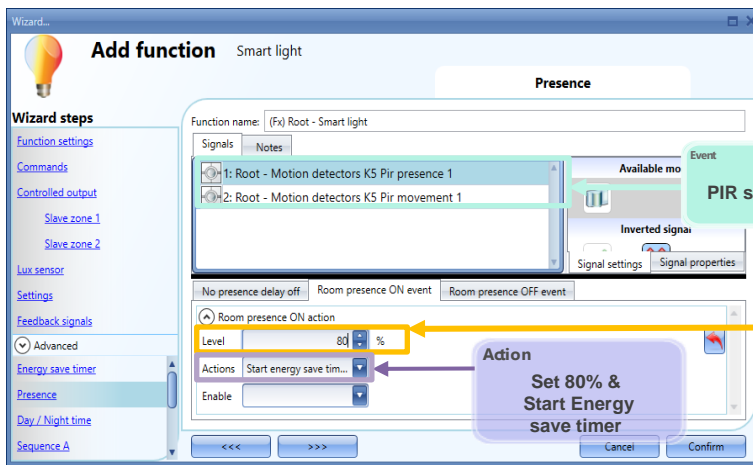 Wizard...
Add function Smart light
Presence
Wizard steps
Function settings
Commands
Controlled output
Slave zone 1
Slave zone 2
Lux sensor
Settings
Feedback signals
Advanced
Energy save timer
Presence
Day / Night time
Sequence A
Function name: (Fx) Root - Smart light
Signals Notes
1: Root - Motion detectors K5 Pir presence 1
2: Root - Motion detectors K5 Pir movement 1
Available mo
Inverted signal
Signal settings Signal properties
Event
PIR s
No presence delay off Room presence ON event Room presence OFF event
Room presence ON action
Level 80 %
Actions Start energy save tim...
Enable
Action
Set 80% &
Start Energy
save timer
<<< >>> Cancel Confirm